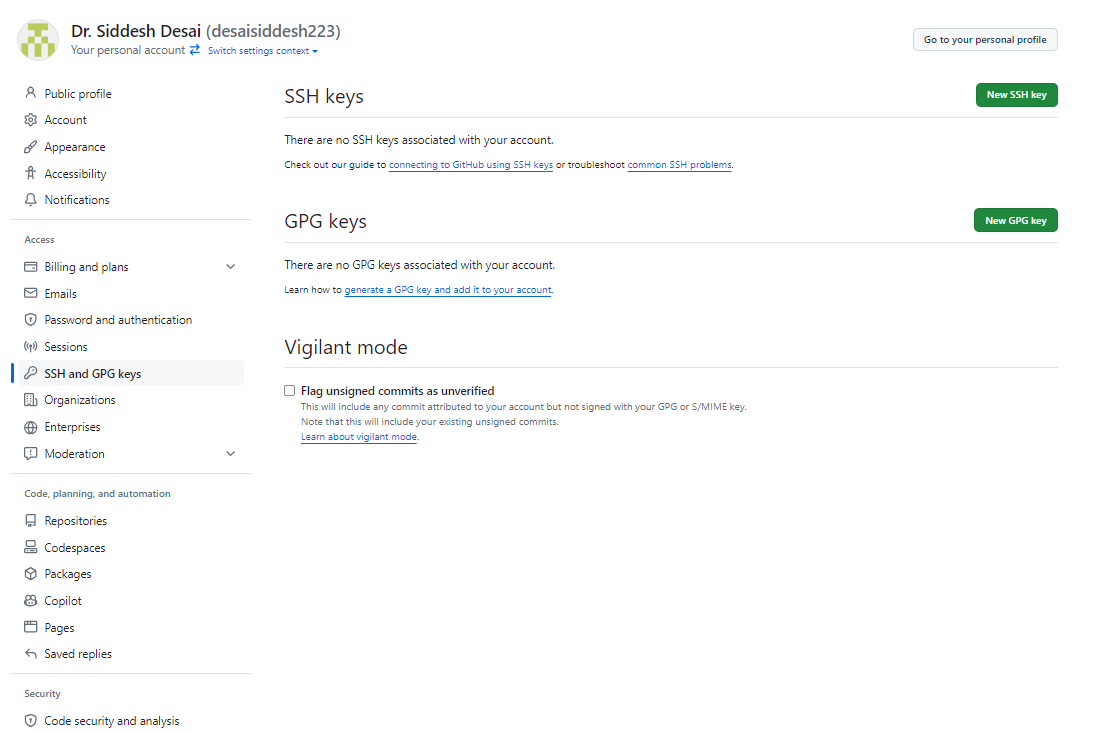 Dr. Siddesh Desai (desaisiddesh223)
Your personal account Switch settings context
Go to your personal profile
Public profile
Account
Appearance
Accessibility
Notifications
Access
Billing and plans
Emails
Password and authentication
Sessions
SSH and GPG keys
Organizations
Enterprises
Moderation
Code, planning, and automation
Repositories
Codespaces
Packages
Copilot
Pages
Saved replies
Security
Code security and analysis
SSH keys
New SSH key
There are no SSH keys associated with your account.
Check out our guide to connecting to GitHub using SSH keys or troubleshoot common SSH problems.
GPG keys
New GPG key
There are no GPG keys associated with your account.
Learn how to generate a GPG key and add it to your account.
Vigilant mode
Flag unsigned commits as unverified
This will include any commit attributed to your account but not signed with your GPG or S/MIME key.
Note that this will include your existing unsigned commits.
Learn about vigilant mode.